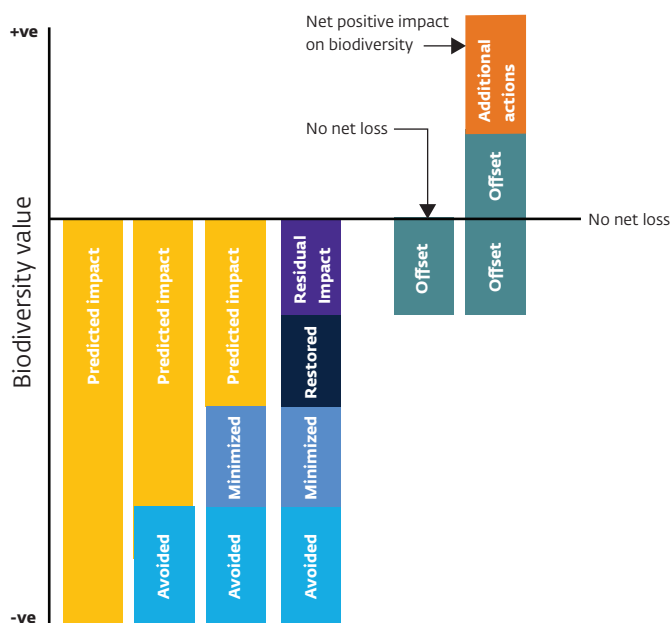 +ve
Net positive impact
on biodiversity
Additional
actions
No net loss
Offset
No net loss
Biodiversity value
Predicted impact
Predicted impact
Predicted impact
Residual
Impact
Offset
Offset
Restored
Minimized
Minimized
Avoided
Avoided
Avoided
-ve